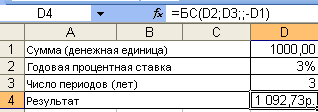 D4 fx =БС(D2;D3;;-D1)
A B C D
1 Сумма (денежная единица) 1000,00
2 Годовая процентная ставка 3%
3 Число периодов (лет) 3
4 Результат 1 092,73р.